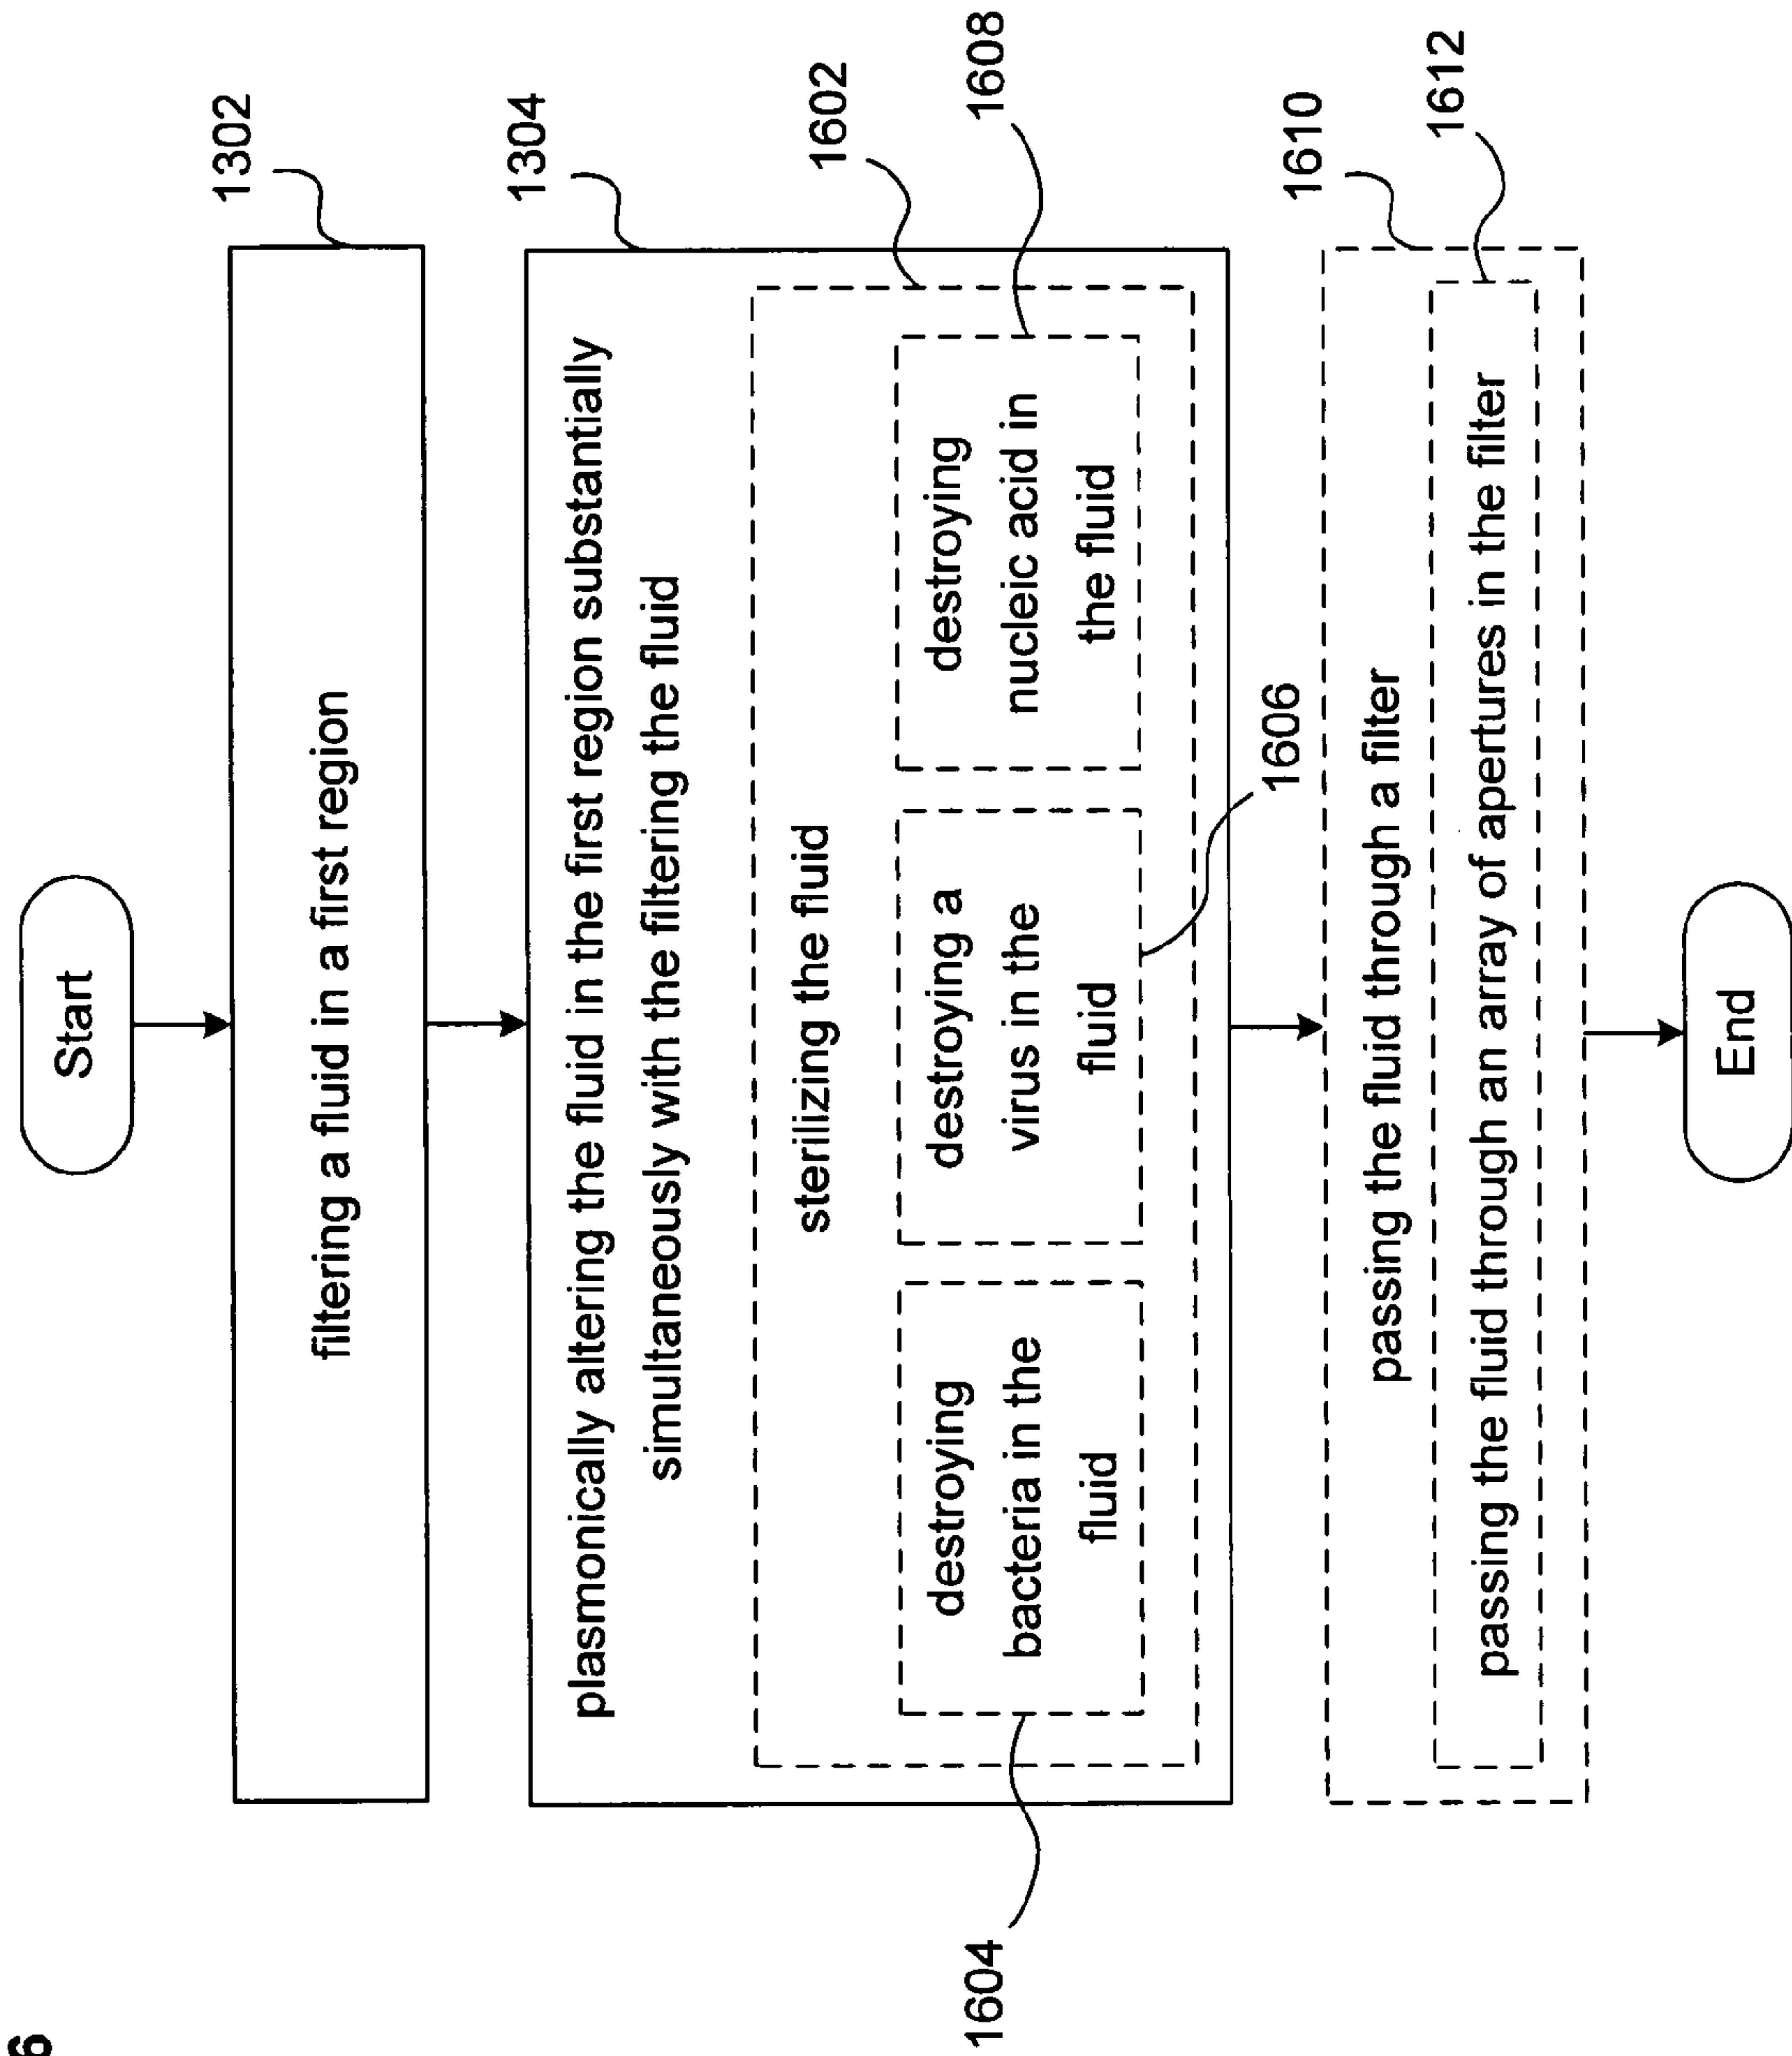 6
Start
1302
filtering a fluid in a first region
1304
plasmonically altering the fluid in the first region substantially
simultaneously with the filtering the fluid
1602
sterilizing the fluid
1604
destroying
bacteria in the
fluid
1606
destroying a
virus in the
fluid
1608
destroying
nucleic acid in
the fluid
1610
passing the fluid through a filter
1612
passing the fluid through an array of apertures in the filter
End